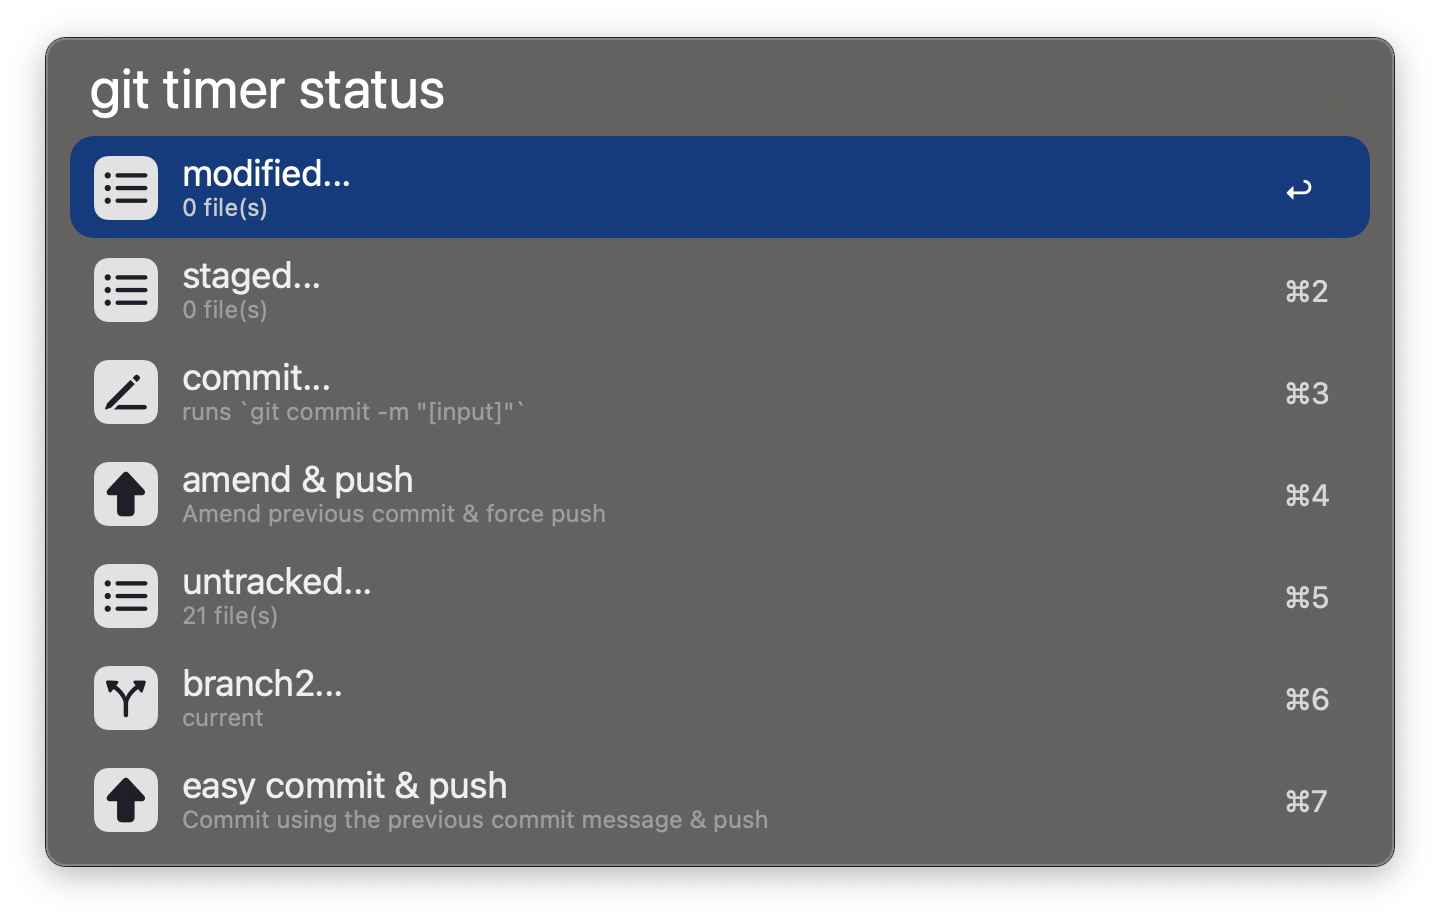 git timer status
modified...
0 file(s)
↩
staged...
0 file(s)
⌘2
commit...
runs `git commit -m "[input]"`
⌘3
amend & push
Amend previous commit & force push
⌘4
untracked...
21 file(s)
⌘5
branch2...
current
⌘6
easy commit & push
Commit using the previous commit message & push
⌘7